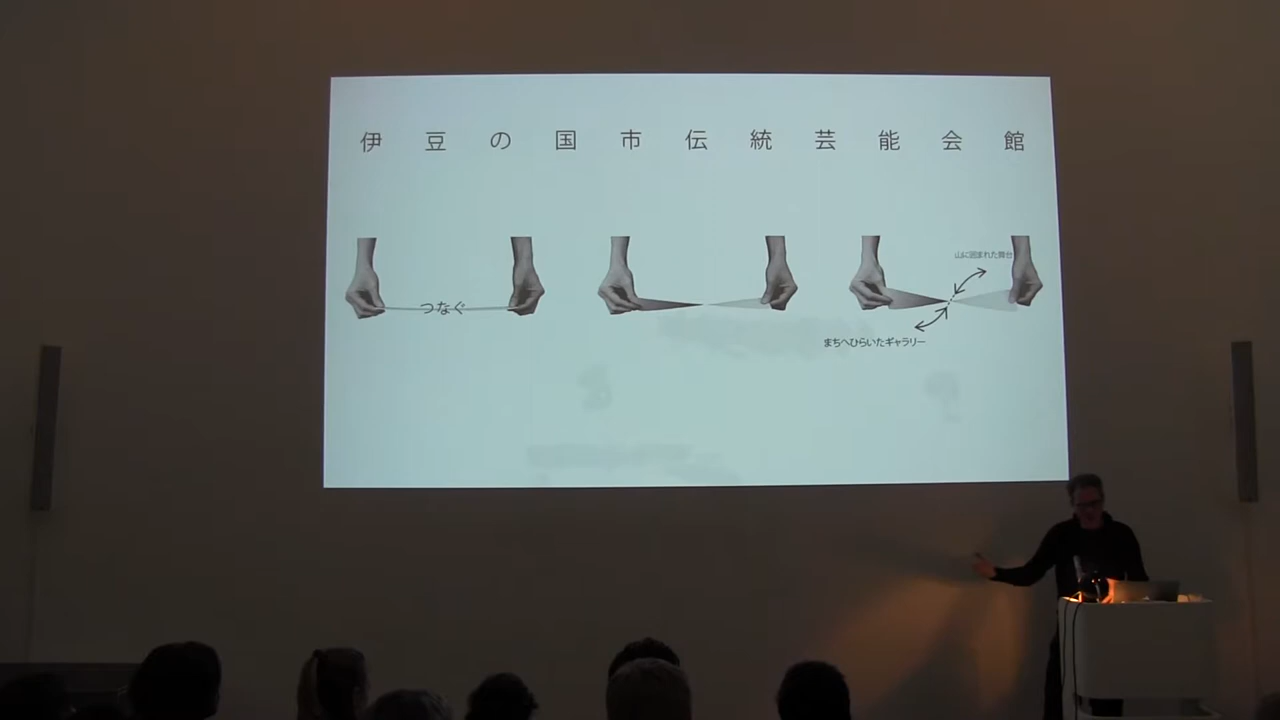 伊豆の国市伝統芸能会館
つなぐ
山に囲まれた舞台
まちへひらいたギャラリー